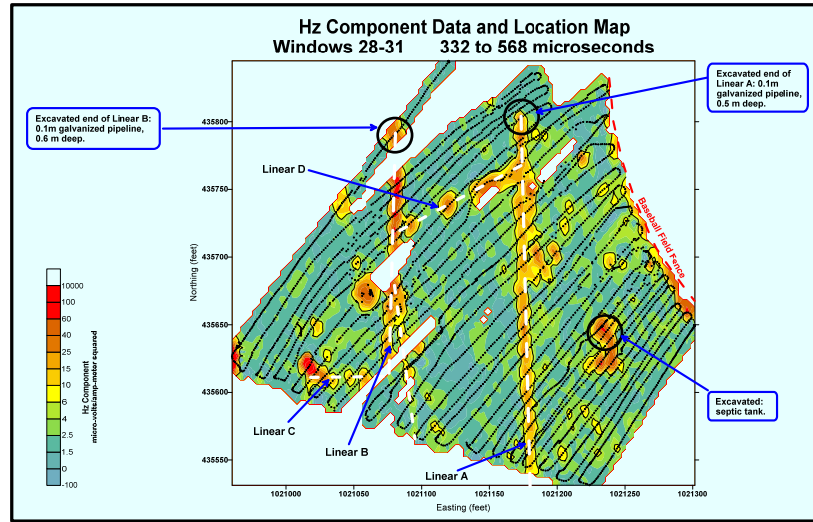 Hz Component Data and Location Map
Windows 28-31 332 to 568 microseconds
Excavated end of
Linear A: 0.1m
galvanized pipeline,
0.5 m deep.
Excavated end of Linear B:
0.1m galvanized pipeline,
0.6 m deep.
Linear D
Baseball Field Fence
435800
435750
435700
435650
435600
435550
Northing (feet)
10000
100
60
40
25
15
10
6
4
2.5
1.5
0
-100
Hz Component
micro-volts/amp-meter squared
Excavated:
septic tank.
Linear C
Linear B
Linear A
1021000
1021050
1021100
1021150
1021200
1021250
1021300
Easting (feet)